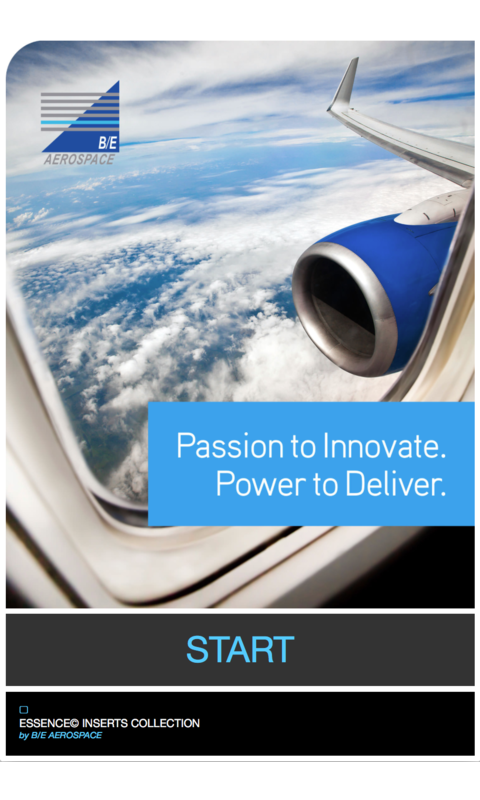 B/E
AEROSPACE
Passion to Innovate.
Power to Deliver.
START
ESSENCE© INSERTS COLLECTION
by B/E AEROSPACE